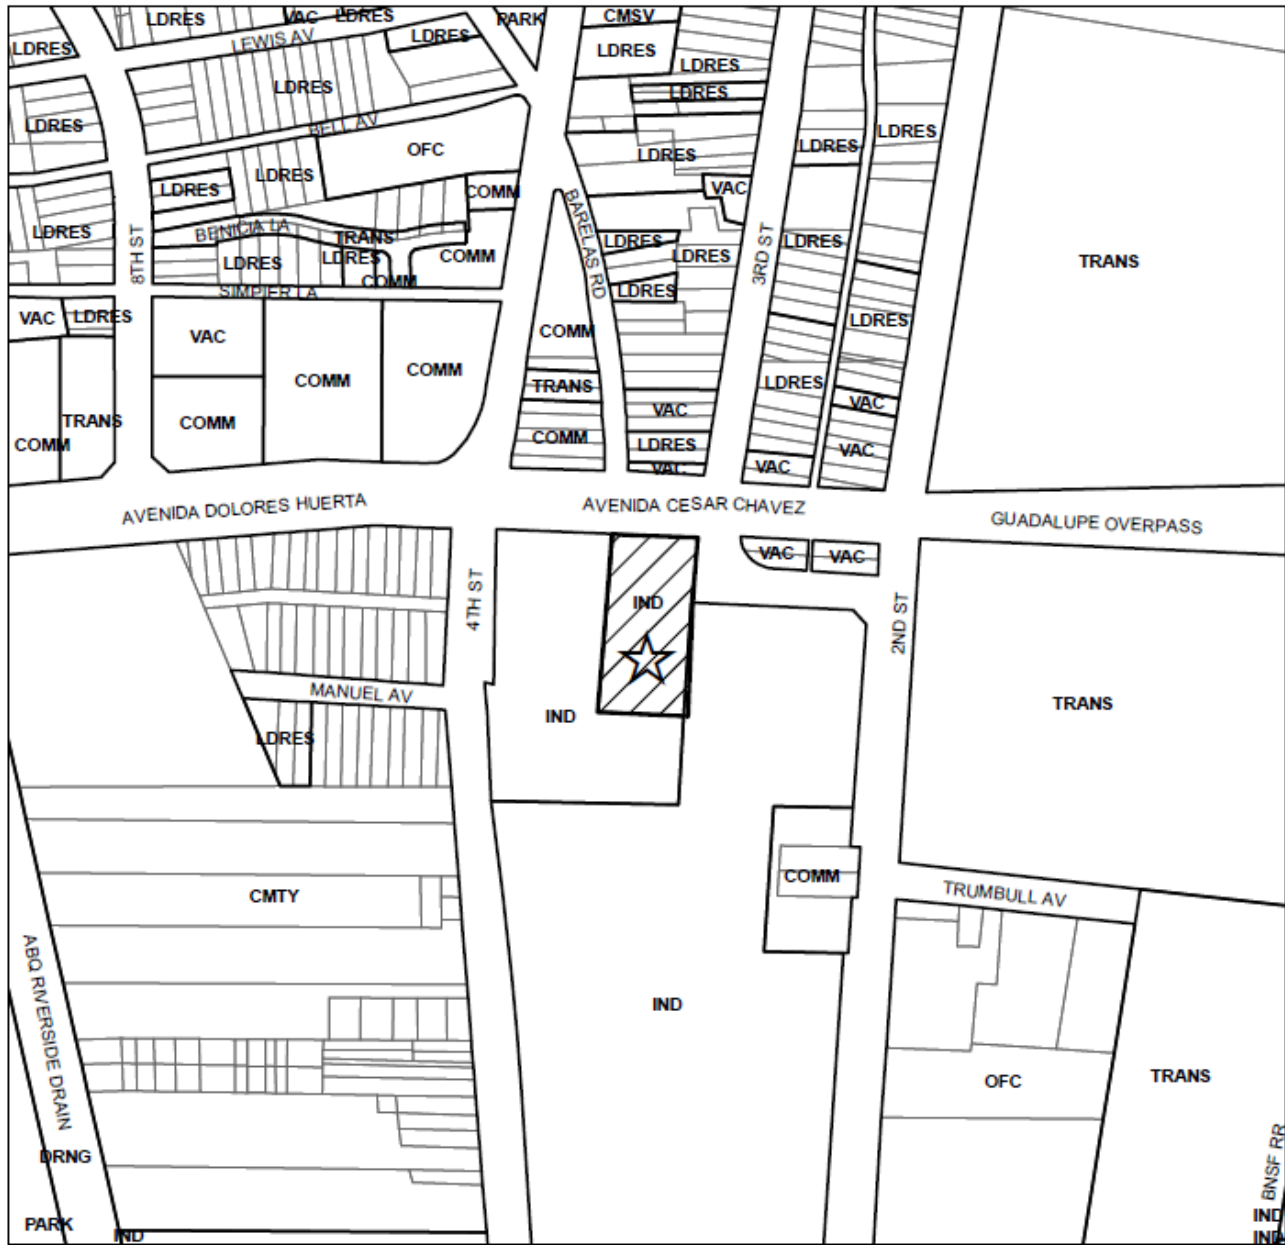 VAC
LDRES
PARK
CMSV
LDRES
LEWIS AV
LDRES
LDRES
LDRES
LDRES
LDRES
LDRES
BELL AV
OFC
LDRES
LDRES
LDRES
LDRES
LDRES
COMM
VAC
BARELAS RD
LDRES
8TH ST
BENICIA LA
TRANS
LDRES
LDRES
COMM
COMM
LDRES
LDRES
3RD ST
LDRES
TRANS
SIMPIER LA
LDRES
VAC
LDRES
VAC
COMM
COMM
COMM
LDRES
COMM
TRANS
COMM
TRANS
COMM
VAC
LDRES
VAC
LDRES
VAC
VAC
VAC
AVENIDA DOLORES HUERTA
AVENIDA CESAR CHAVEZ
GUADALUPE OVERPASS
VAC
VAC
4TH ST
IND
2ND ST
MANUEL AV
LDRES
IND
TRANS
CMTY
COMM
TRUMBULL AV
ABQ RIVERSIDE DRAIN
IND
OFC
TRANS
DRNG
BNSF RR
PARK
IND
IND
IND